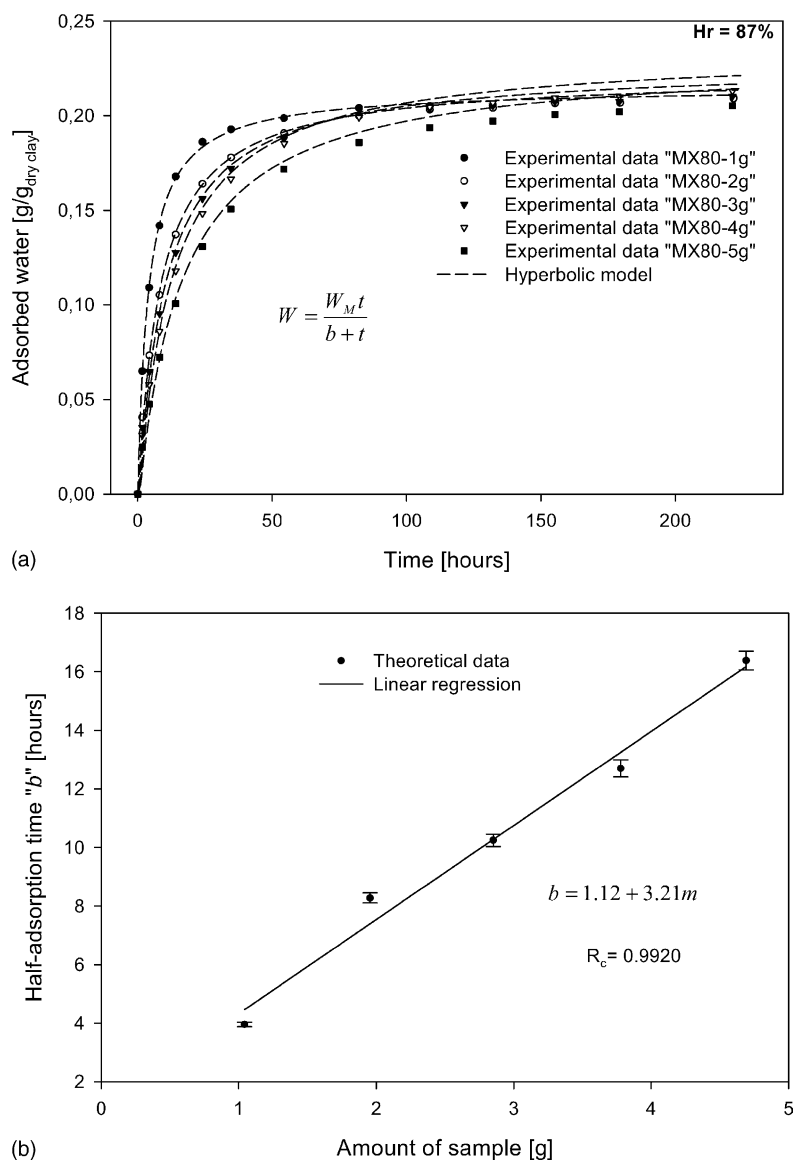 Hr = 87%
0,25
0,20
0,15
0,10
0,05
0,00
Adsorbed water [g/g dry clay]
Experimental data "MX80-1g"
Experimental data "MX80-2g"
Experimental data "MX80-3g"
Experimental data "MX80-4g"
Experimental data "MX80-5g"
Hyperbolic model
W = W_M t / b + t
0 50 100 150 200
Time [hours]
(a)
18
16
14
12
10
8
6
4
2
Half-adsorption time "b" [hours]
Theoretical data
Linear regression
b = 1.12 + 3.21m
Rc= 0.9920
0 1 2 3 4 5
Amount of sample [g]
(b)